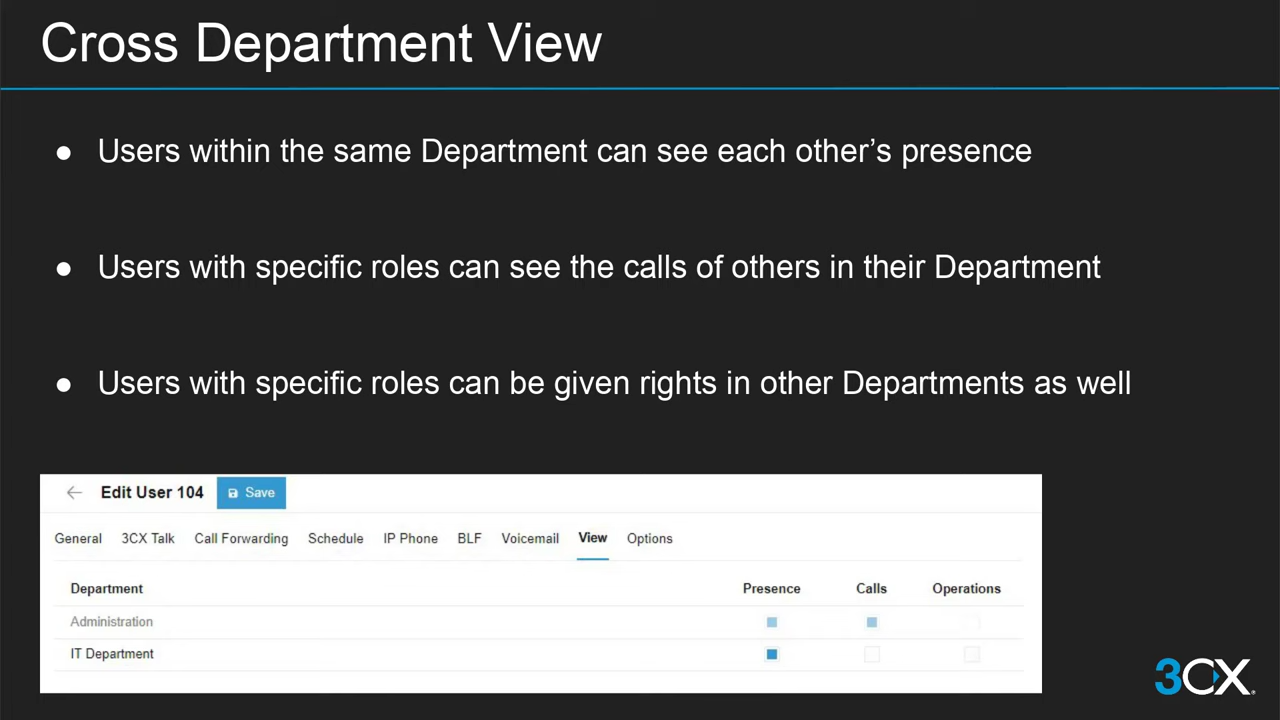 Cross Department View
● Users within the same Department can see each other’s presence
● Users with specific roles can see the calls of others in their Department
● Users with specific roles can be given rights in other Departments as well
← Edit User 104 Save
General 3CX Talk Call Forwarding Schedule IP Phone BLF Voicemail View Options
Department Presence Calls Operations
Administration
IT Department
3CX®